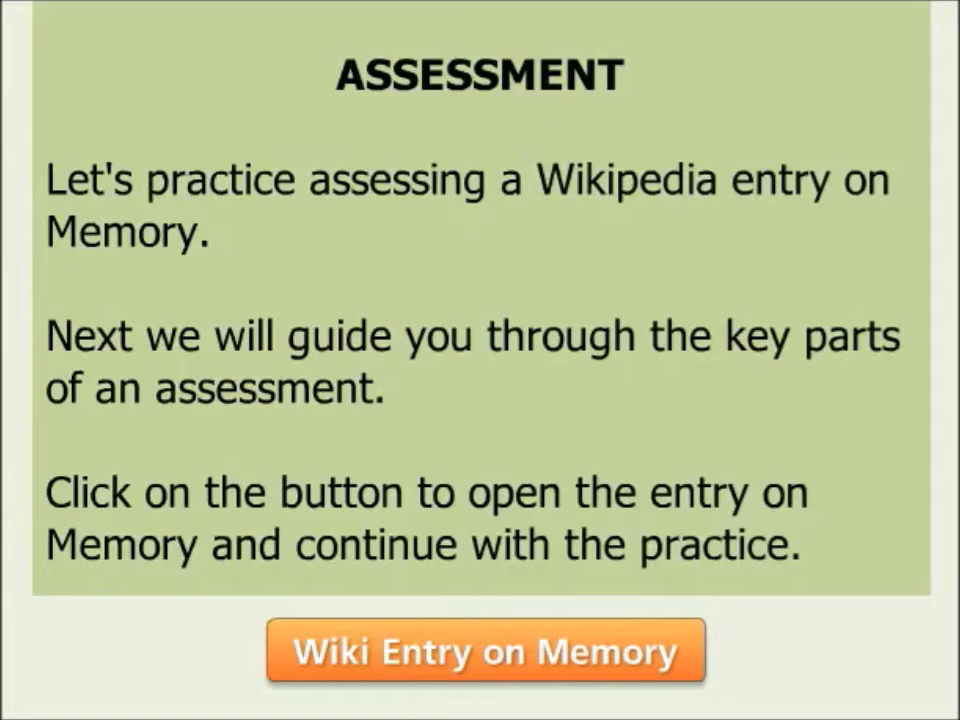 ASSESSMENT
Let's practice assessing a Wikipedia entry on
Memory.
Next we will guide you through the key parts
of an assessment.
Click on the button to open the entry on
Memory and continue with the practice.
Wiki Entry on Memory